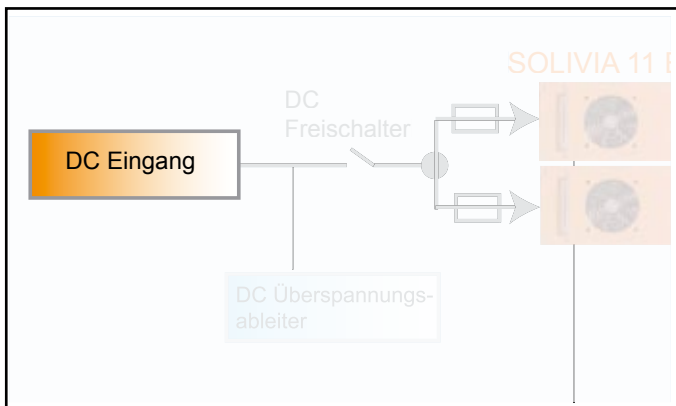 SOLIVIA 11
DC
Freischalter
DC Eingang
DC Überspannungs-
ableiter